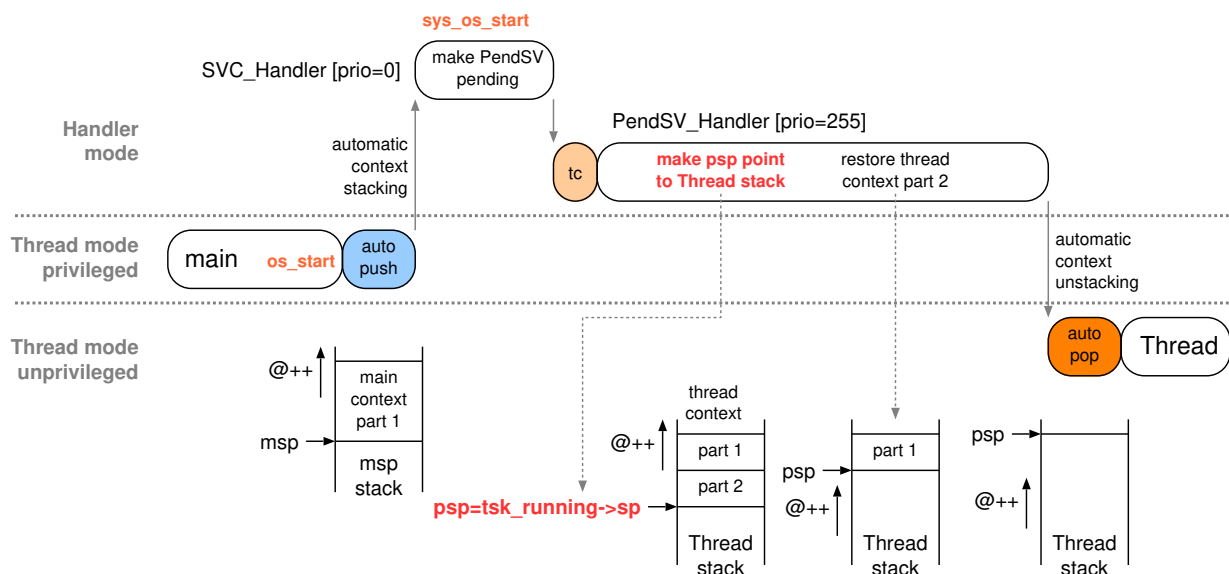 sys_os_start
make PendSV
pending
SVC_Handler [prio=0]
PendSV_Handler [prio=255]
Handler
mode
automatic
context
stacking
tc
make psp point
to Thread stack
restore thread
context part 2
Thread mode
privileged
main
os_start
auto
push
automatic
context
unstacking
Thread mode
unprivileged
auto
pop
Thread
@++
main
context
part 1
msp
msp
stack
psp=tsk_running->sp
thread
context
@++
part 1
part 2
Thread
stack
part 1
psp
@++
Thread
stack
psp
@++
Thread
stack